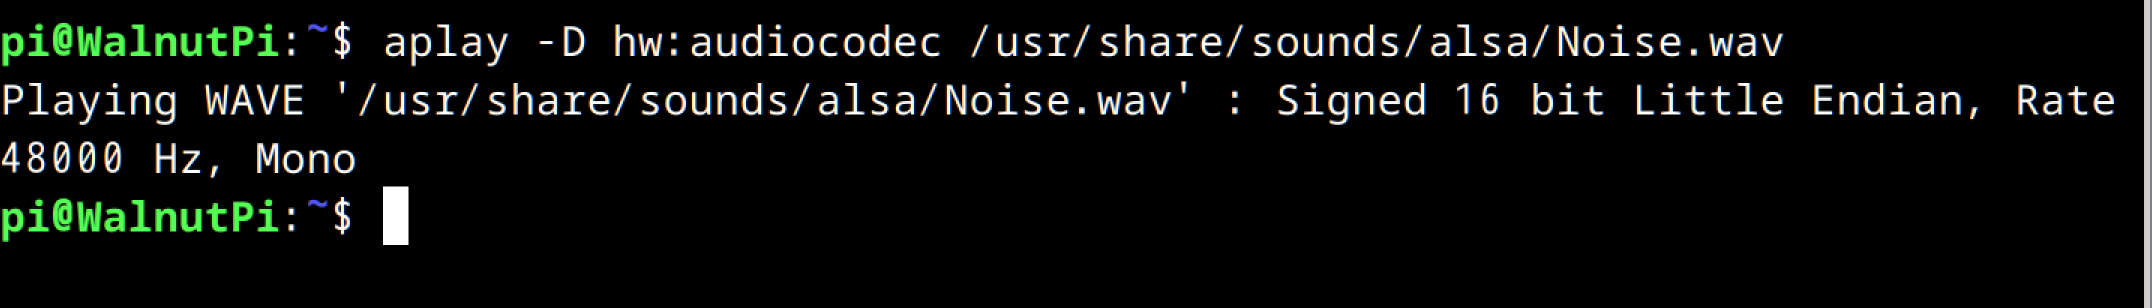 pi@WalnutPi:~$ aplay -D hw:audiocodec /usr/share/sounds/alsa/Noise.wav
Playing WAVE '/usr/share/sounds/alsa/Noise.wav' : Signed 16 bit Little Endian, Rate
48000 Hz, Mono
pi@WalnutPi:~$